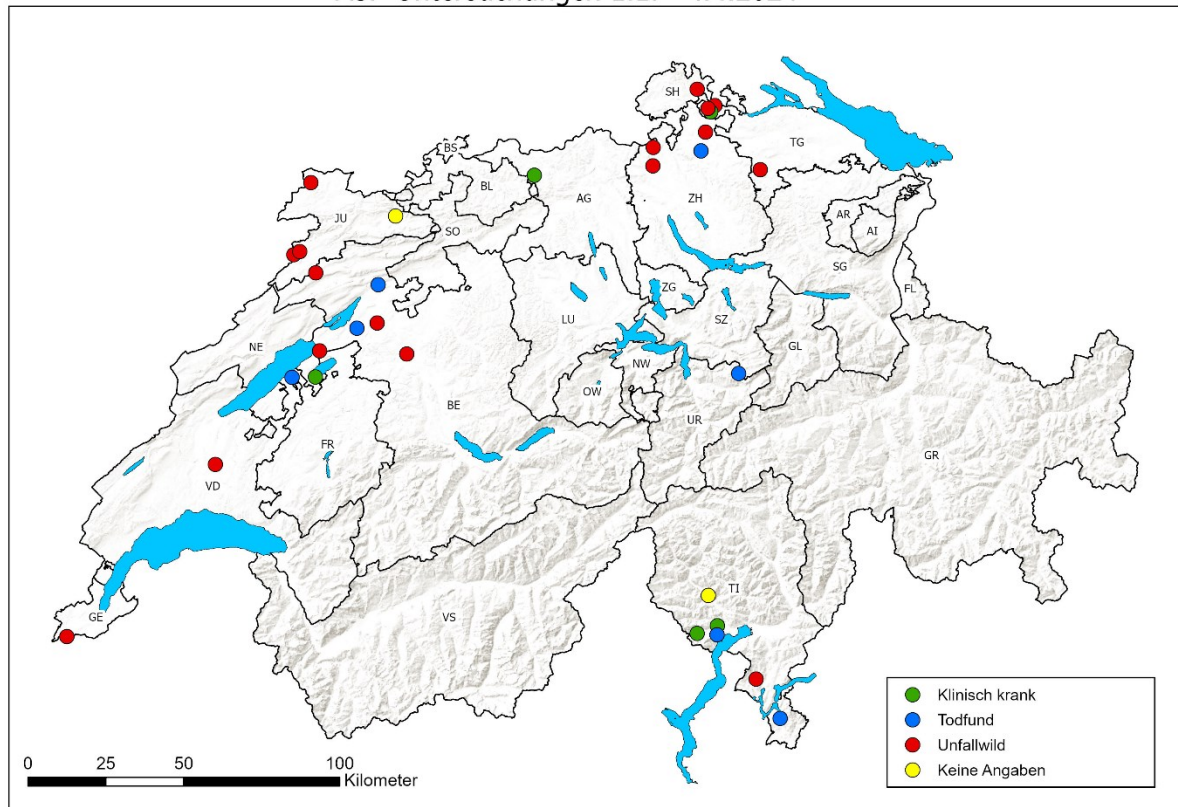 SH
TG
BS
BL
AG
ZH
JU
SO
AR
AI
SG
FL
ZG
LU
SZ
NE
GL
NW
OW
BE
UR
FR
GR
VD
TI
VS
GE
Klinisch krank
Todfund
Unfallwild
Keine Angaben
0 25 50 100
Kilometer